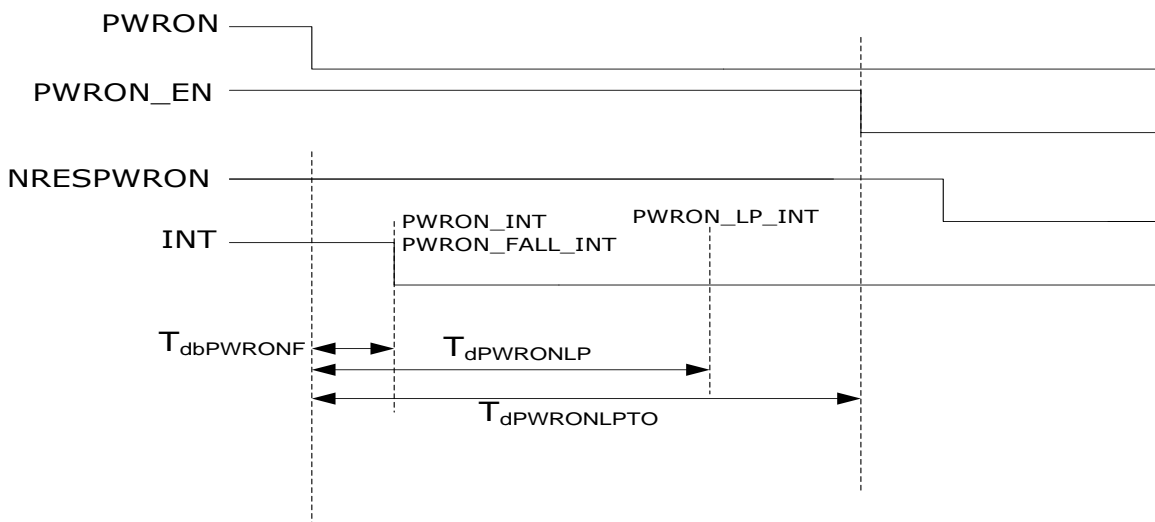 PWRON
PWRON_EN
NRESPWRON
PWRON_INT
PWRON_LP_INT
INT
PWRON_FALL_INT
TdbPWRONF
TdPWRONLP
TdPWRONLPTO